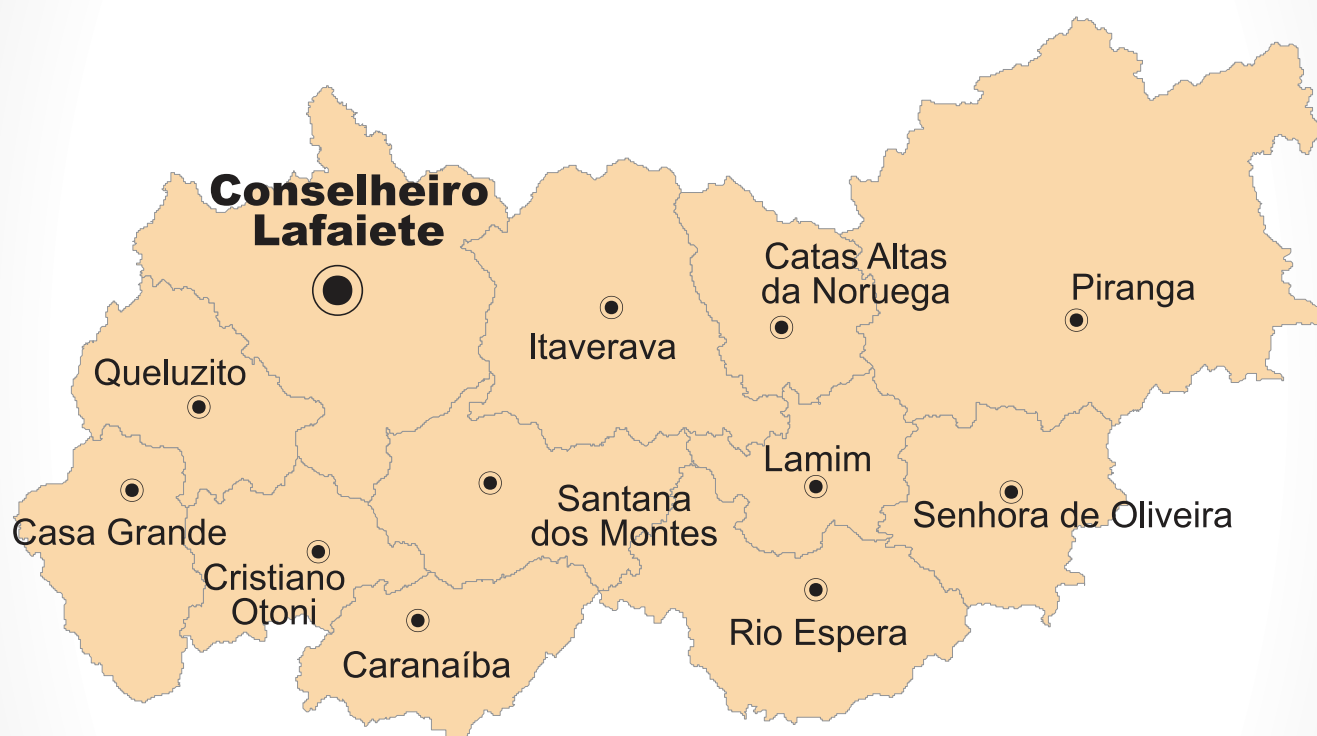 Conselheiro
Lafaiete
Catas Altas
da Noruega
Piranga
Itaverava
Queluzito
Lamim
Santana
dos Montes
Senhora de Oliveira
Casa Grande
Cristiano
Otoni
Rio Espera
Caranaíba